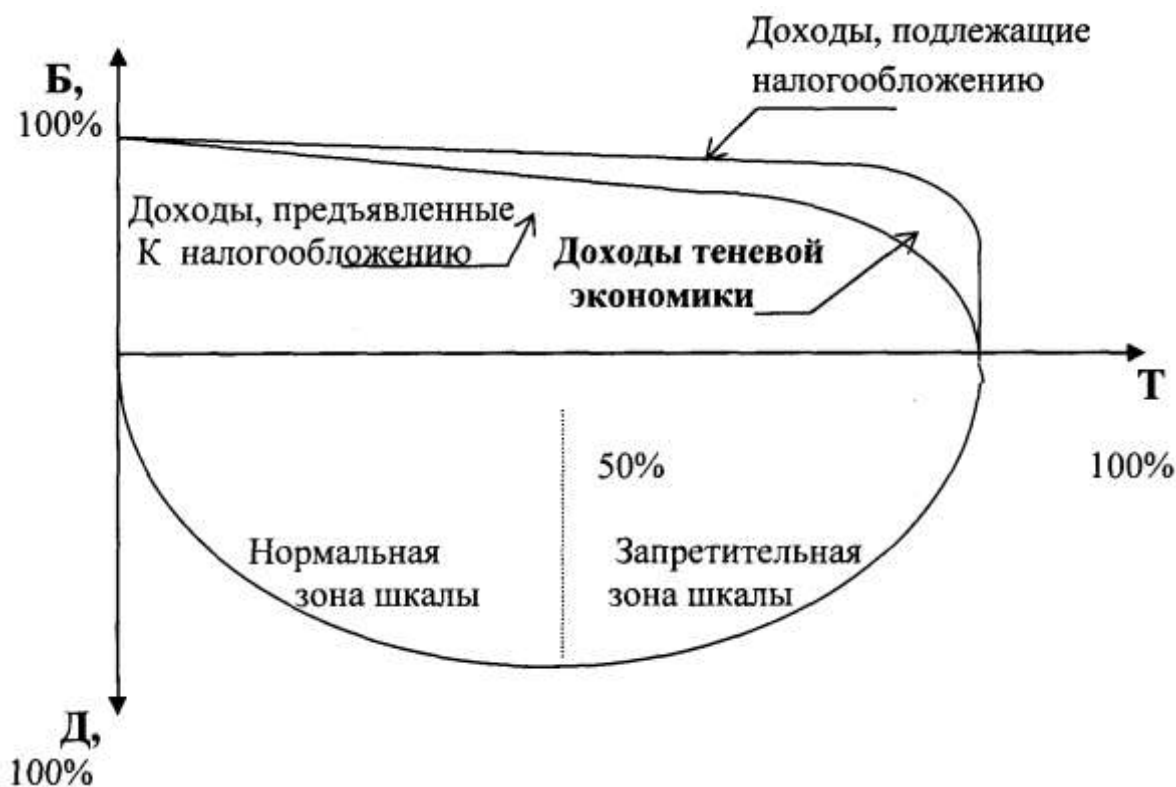 Доходы, подлежащие
налогообложению
Б,
100%
Доходы, предъявленные
К налогообложению
Доходы теневой
экономики
Т
50%
100%
Нормальная
зона шкалы
Запретительная
зона шкалы
Д,
100%